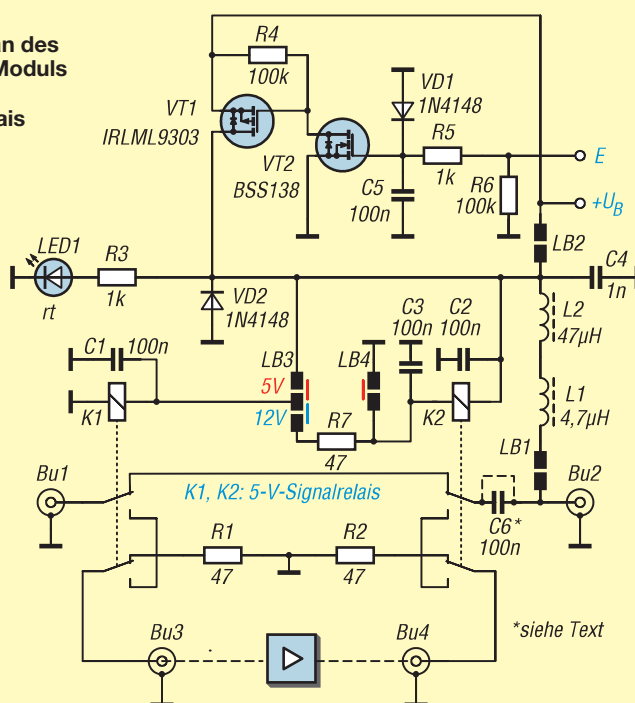 an des
Moduls
ais
R4
100k
VT1
IRLML9303
VT2
BSS138
VD1
1N4148
R5
1k
C5
100n
R6
100k
E
+UB
LB2
C4
1n
LED1
rt
R3
1k
VD2
1N4148
C3
100n
C2
100n
L2
47µH
C1
100n
K1
LB3
5V
12V
LB4
R7
47
K2
L1
4,7µH
LB1
Bu1
K1, K2: 5-V-Signalrelais
Bu2
C6*
100n
R1
47
R2
47
*siehe Text
Bu3
Bu4